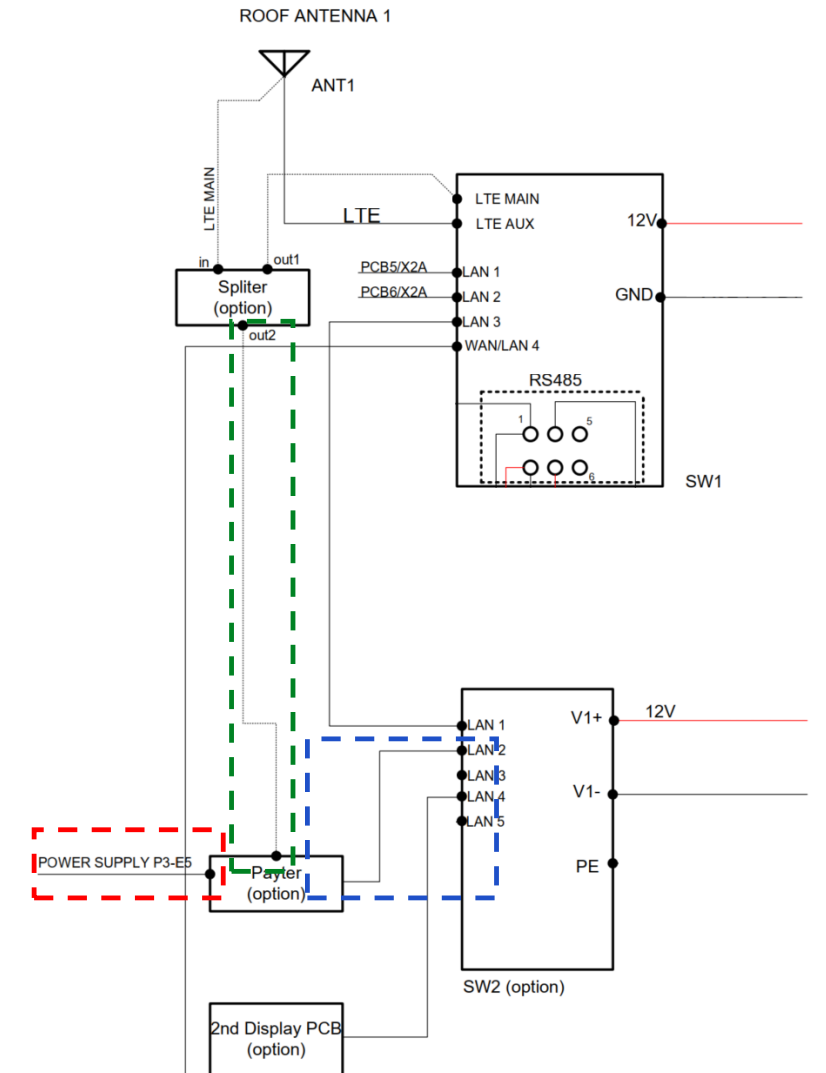 ROOF ANTENNA 1
ANT1
LTE MAIN
LTE
LTE MAIN
LTE AUX
12V
in
out1
Spliter
(option)
out2
PCB5/X2A
LAN 1
PCB6/X2A
LAN 2
GND
LAN 3
WAN/LAN 4
RS485
1
5
6
SW1
LAN 1
V1+
12V
LAN 2
LAN 3
V1-
LAN 4
LAN 5
POWER SUPPLY P3-E5
Payter
(option)
PE
SW2 (option)
2nd Display PCB
(option)